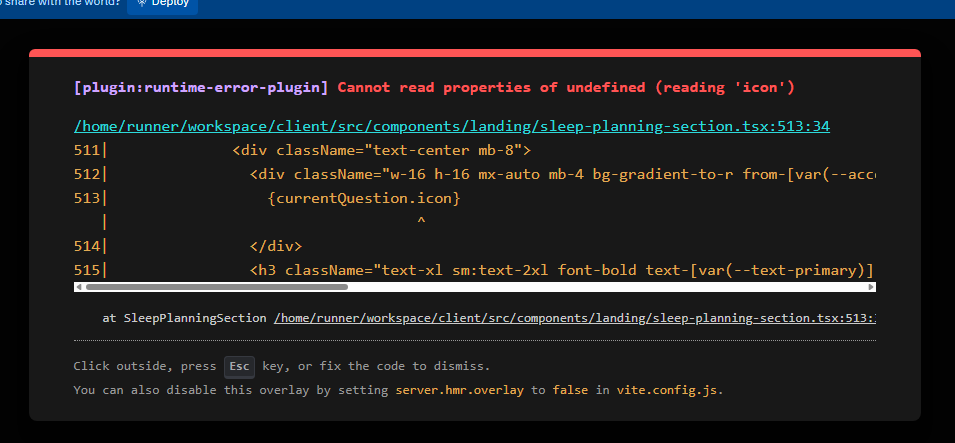 to share with the world? Deploy
[plugin:runtime-error-plugin] Cannot read properties of undefined (reading 'icon')
/home/runner/workspace/client/src/components/landing/sleep-planning-section.tsx:513:34
511| <div className="text-center mb-8">
512| <div className="w-16 h-16 mx-auto mb-4 bg-gradient-to-r from-[var(--acc
513| {currentQuestion.icon}
| ^
514| </div>
515| <h3 className="text-xl sm:text-2xl font-bold text-[var(--text-primary)]
at SleepPlanningSection /home/runner/workspace/client/src/components/landing/sleep-planning-section.tsx:513:
Click outside, press Esc key, or fix the code to dismiss.
You can also disable this overlay by setting server.hmr.overlay to false in vite.config.js.